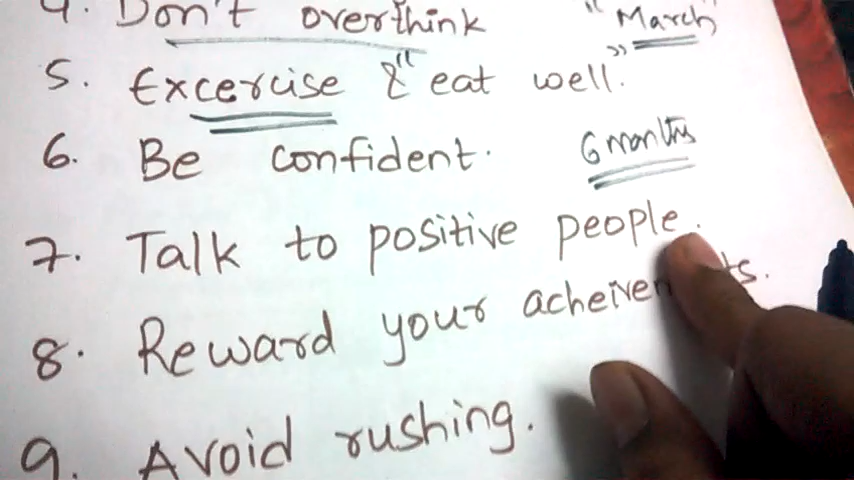 4. Don't overthink "March"
5. Excercise & "eat well."
6. Be confident. 6 months
7. Talk to positive people.
8. Reward your
9. Avoid rushing.